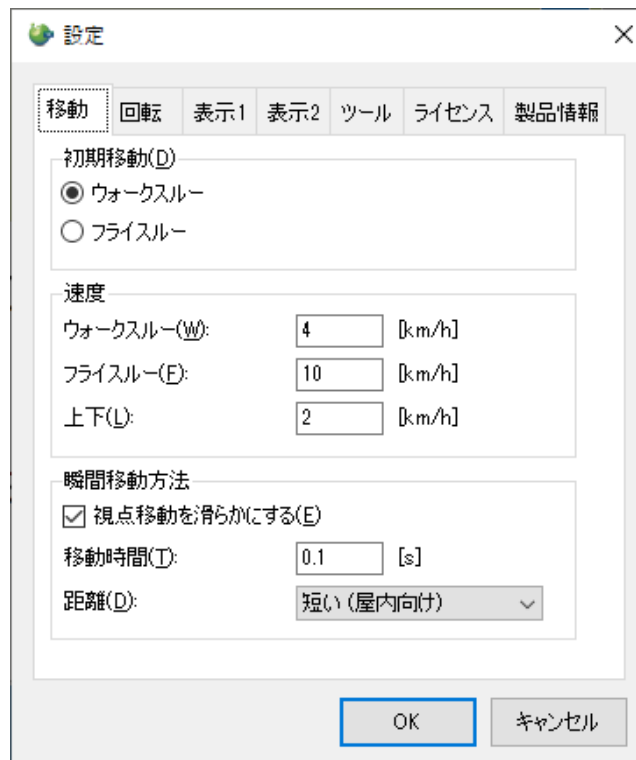 設定
移動 回転 表示1 表示2 ツール ライセンス 製品情報
初期移動(D)
ウォークスルー
フライスルー
速度
ウォークスルー(W): 4 [km/h]
フライスルー(F): 10 [km/h]
上下(L): 2 [km/h]
瞬間移動方法
視点移動を滑らかにする(E)
移動時間(T): 0.1 [s]
距離(D): 短い (屋内向け)
OK キャンセル